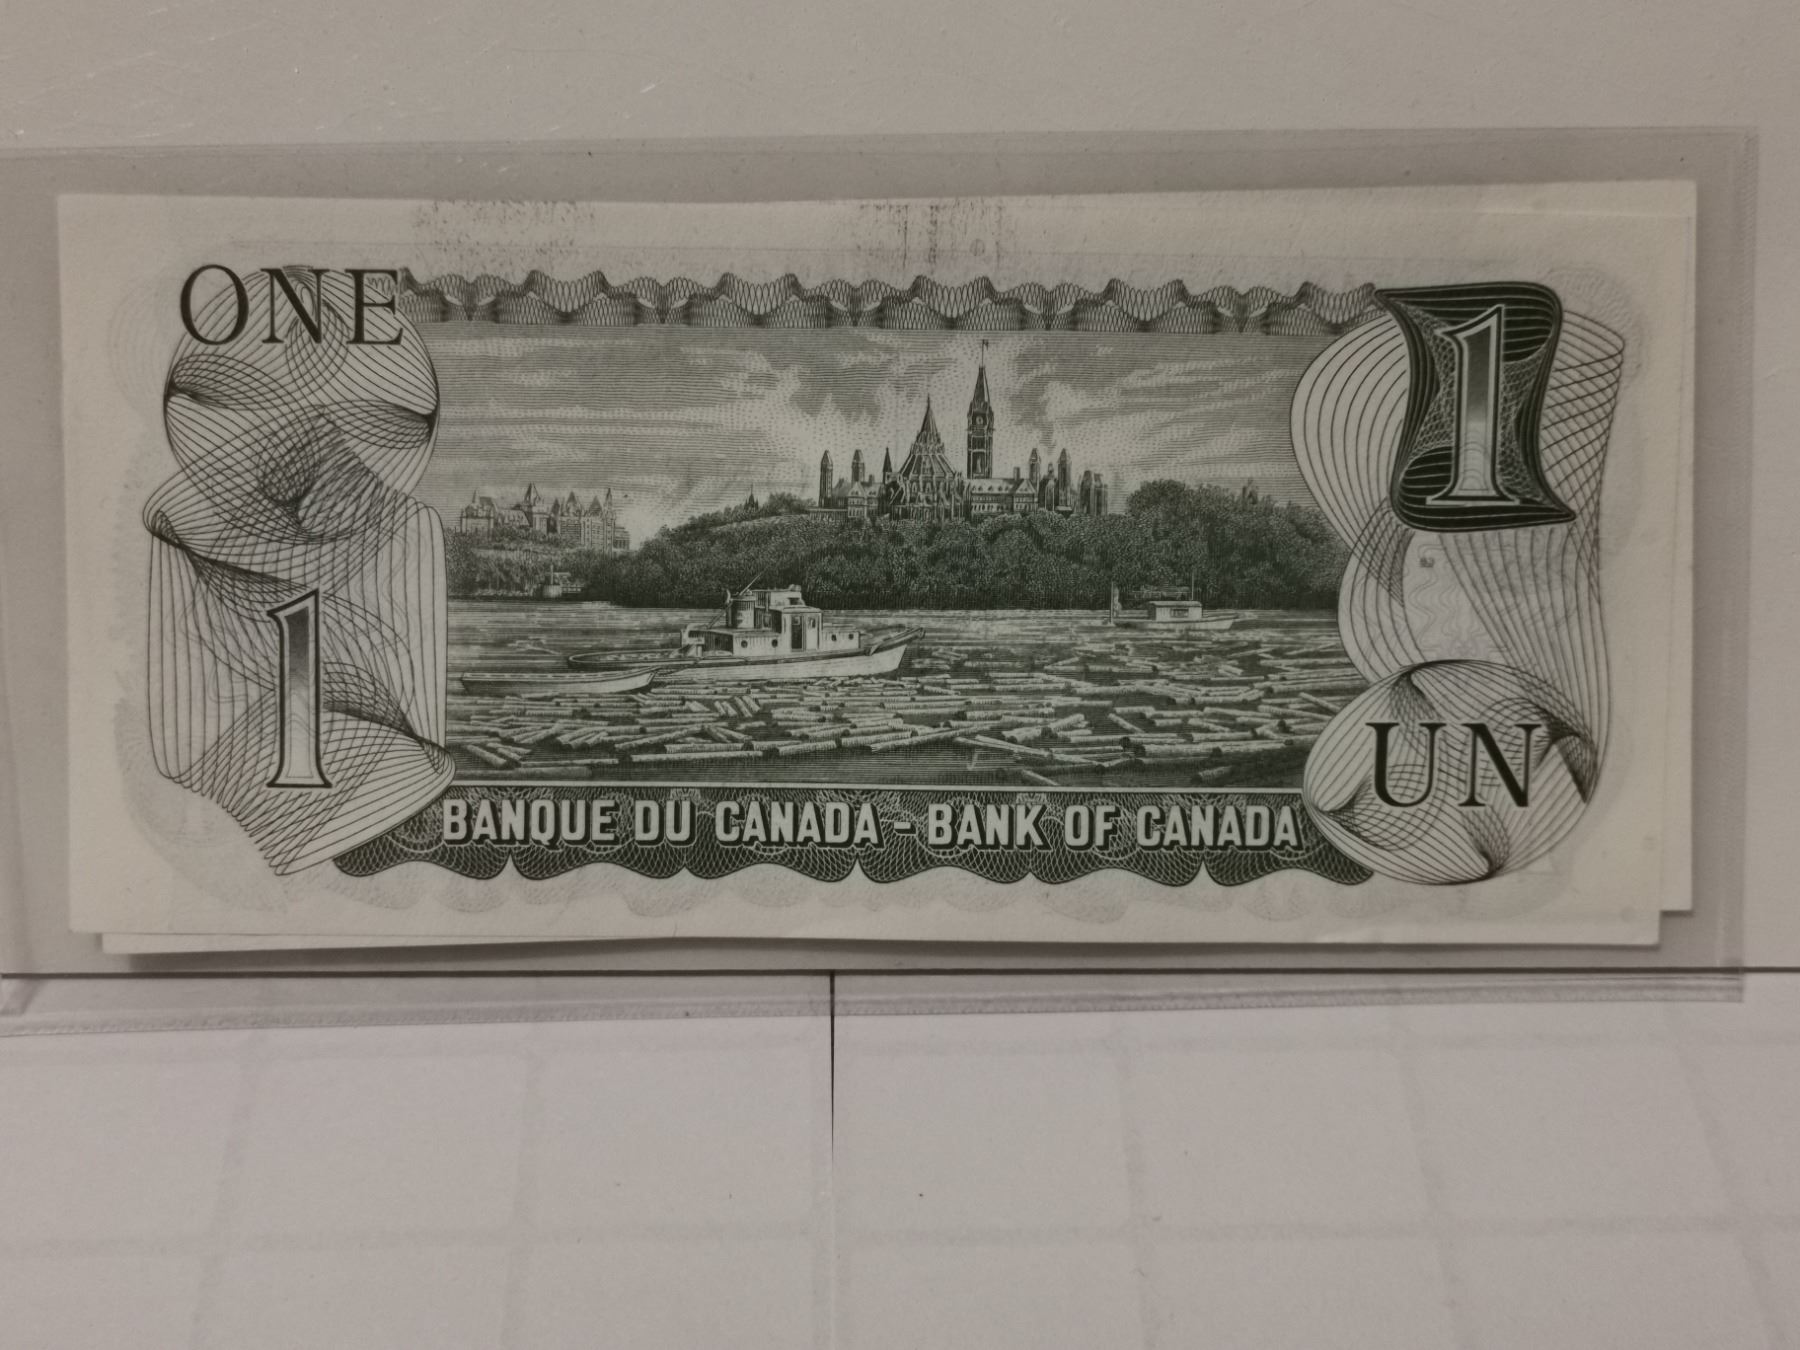 ONE
1
1
UN
BANQUE DU CANADA - BANK OF CANADA